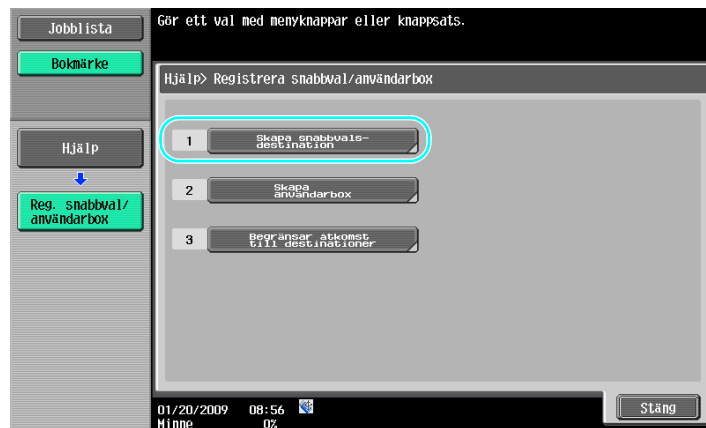 Gör ett val med menyknappar eller knappsats.
Jobblista
Bokmärke
Hjälp
Reg. snabbval/
användarbox
Hjälp> Registrera snabbval/användarbox
1 Skapa snabbvals-
destination
2 Skapa
användarbox
3 Begränsar åtkomst
till destinationer
01/20/2009 08:56
Minne 0%
Stäng